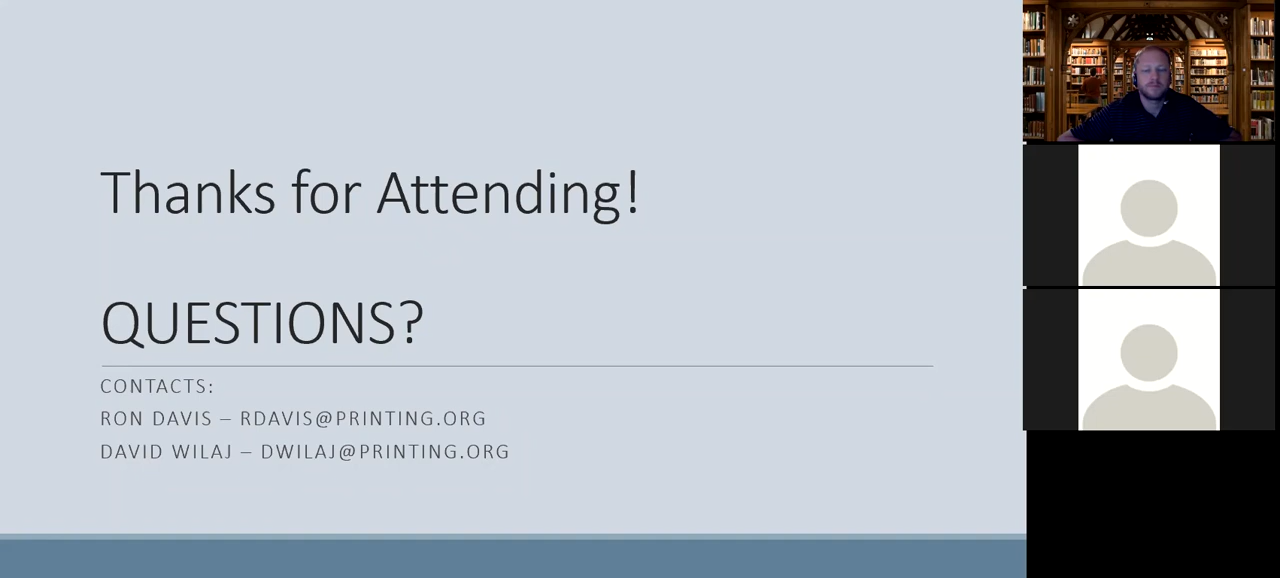 Thanks for Attending!
QUESTIONS?
CONTACTS:
RON DAVIS – RDAVIS@PRINTING.ORG
DAVID WILAJ – DWILAJ@PRINTING.ORG